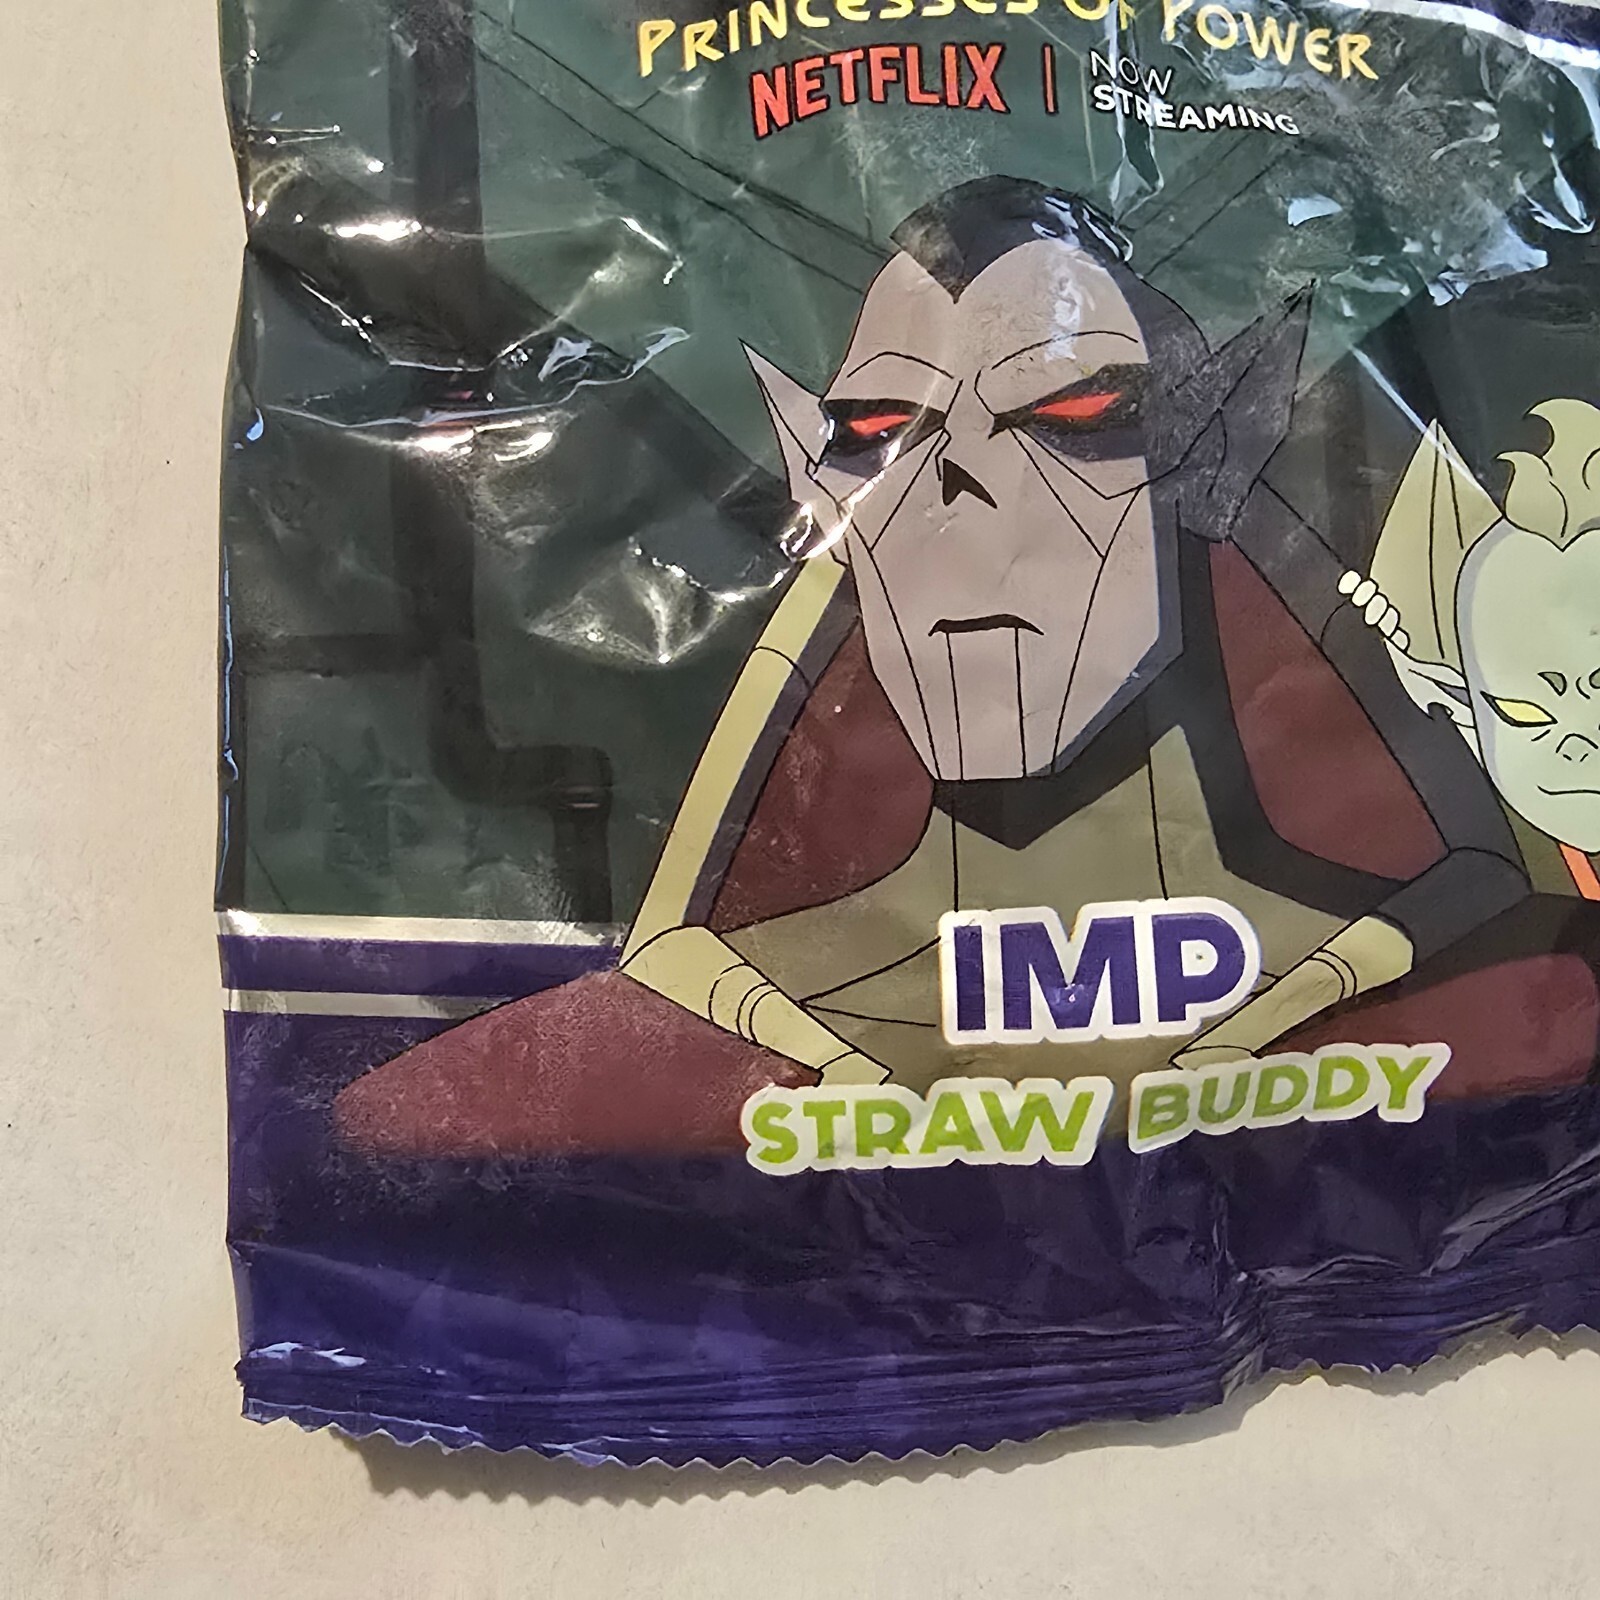 PRINCESSES OF POWER
NETFLIX | NOW STREAMING
IMP
STRAW BUDDY